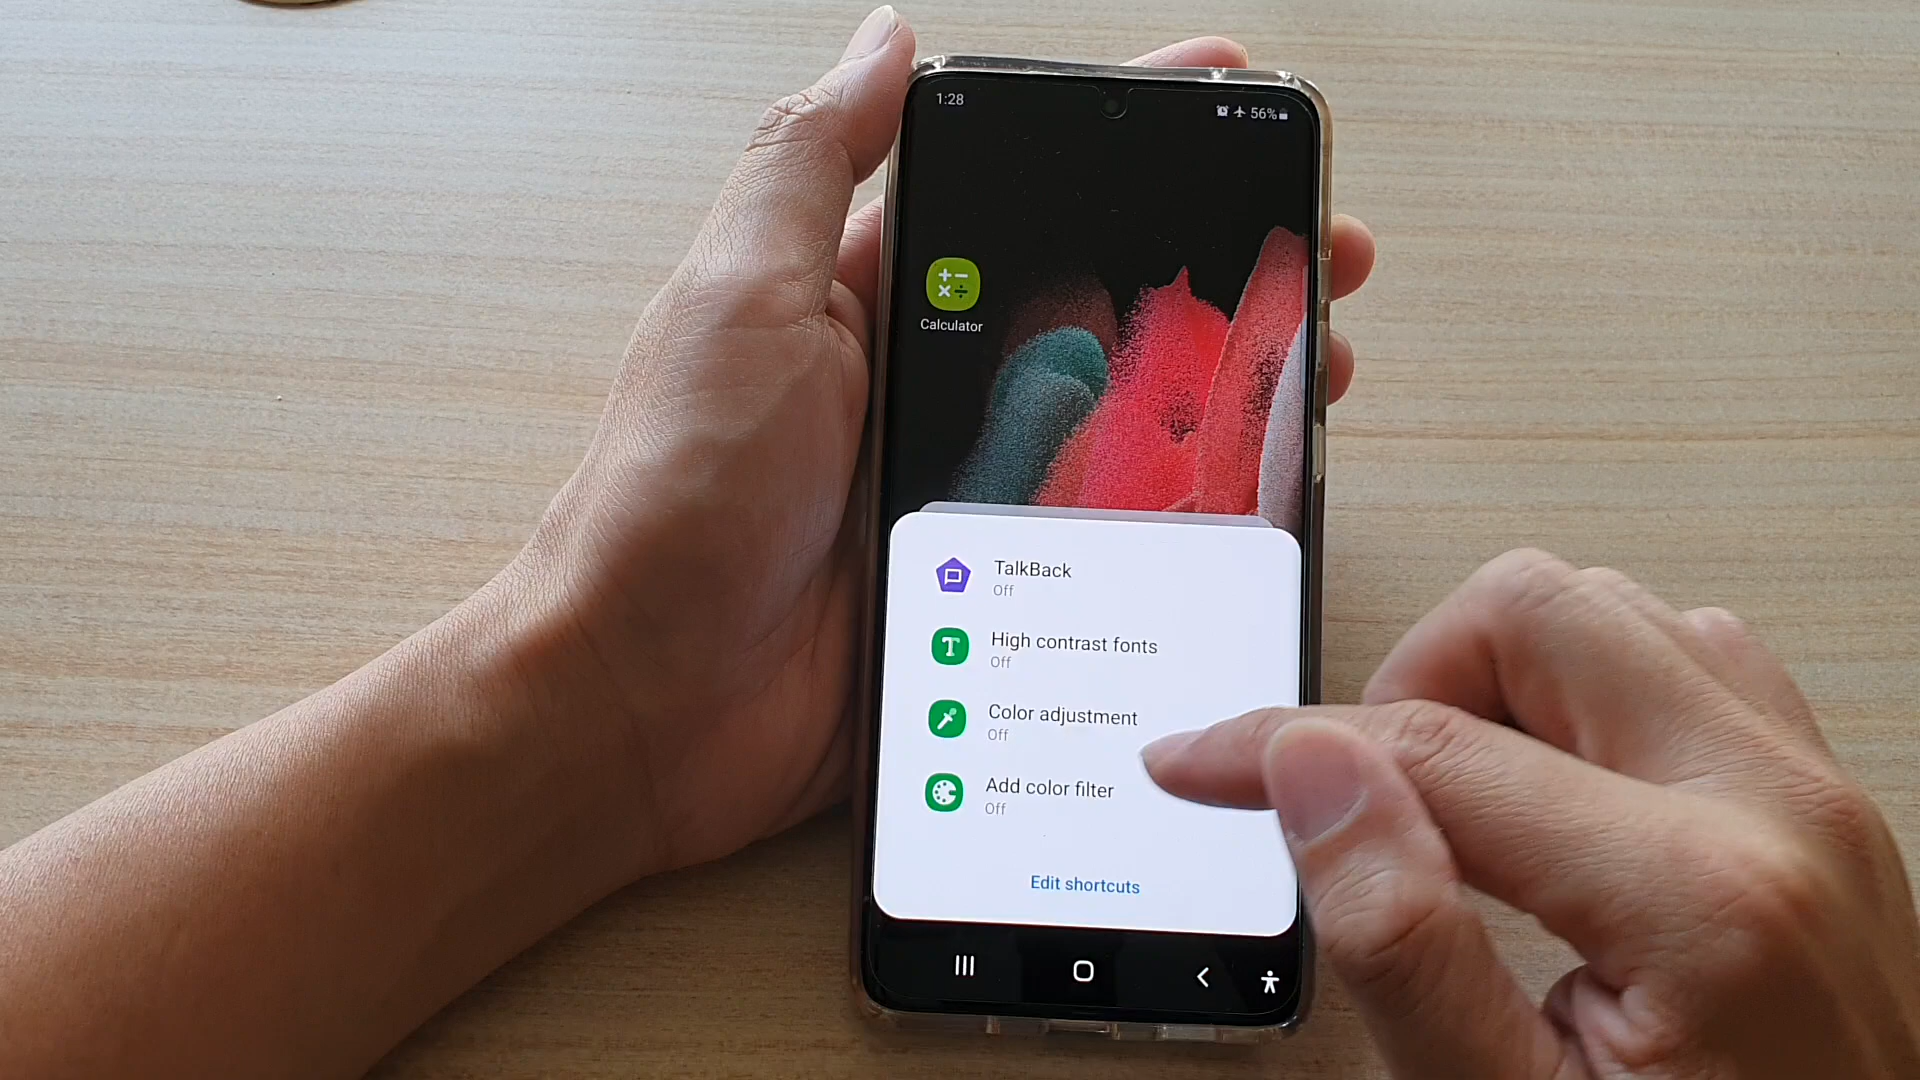 1:28
56%
Calculator
TalkBack
Off
High contrast fonts
Off
Color adjustment
Off
Add color filter
Off
Edit shortcuts